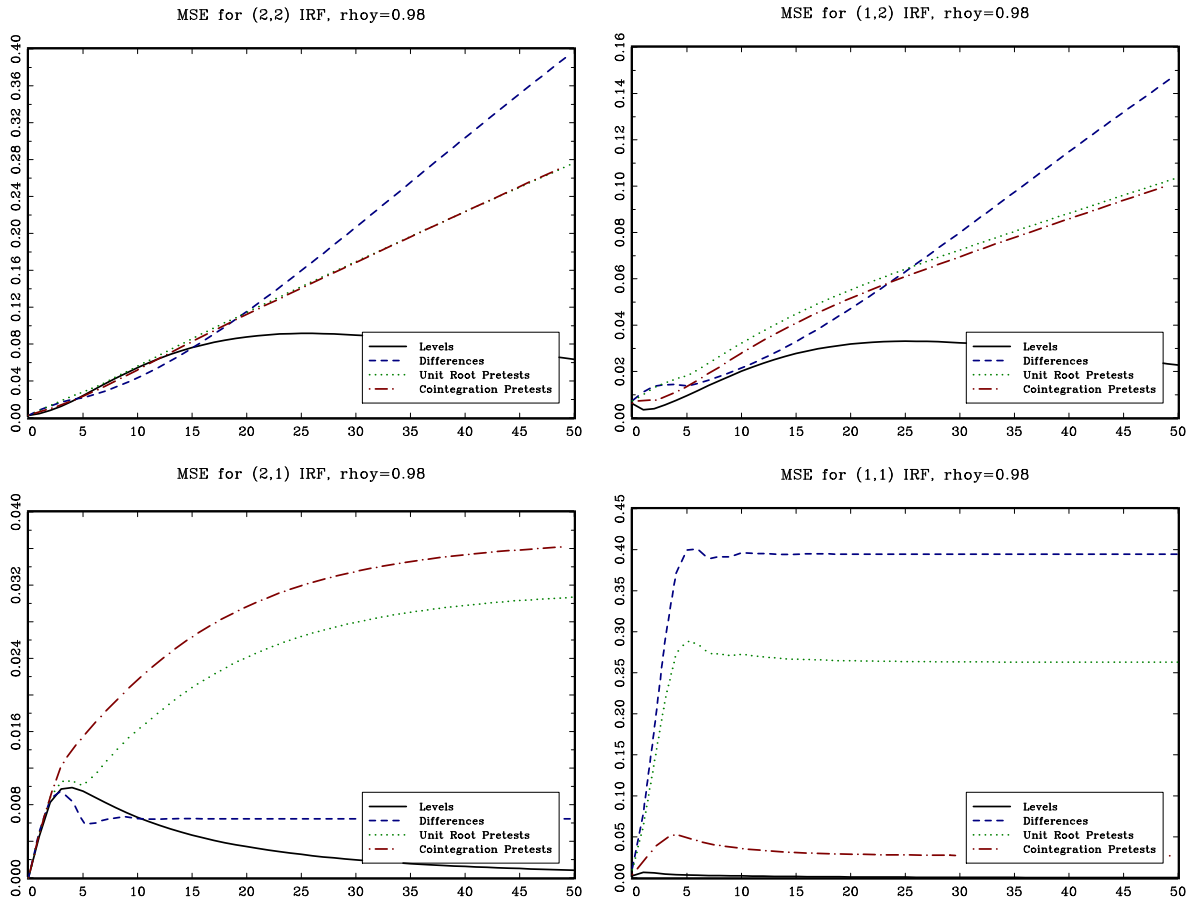 MSE for (2,2) IRF, rhoy=0.98
0.40
0.36
0.32
0.28
0.24
0.20
0.16
0.12
0.08
0.04
0.00
0 5 10 15 20 25 30 35 40 45 50
Levels
Differences
Unit Root Pretests
Cointegration Pretests
MSE for (1,2) IRF, rhoy=0.98
0.16
0.14
0.12
0.10
0.08
0.06
0.04
0.02
0.00
0 5 10 15 20 25 30 35 40 45 50
Levels
Differences
Unit Root Pretests
Cointegration Pretests
MSE for (2,1) IRF, rhoy=0.98
0.040
0.032
0.024
0.016
0.008
0.000
0 5 10 15 20 25 30 35 40 45 50
Levels
Differences
Unit Root Pretests
Cointegration Pretests
MSE for (1,1) IRF, rhoy=0.98
0.45
0.40
0.35
0.30
0.25
0.20
0.15
0.10
0.05
0.00
0 5 10 15 20 25 30 35 40 45 50
Levels
Differences
Unit Root Pretests
Cointegration Pretests